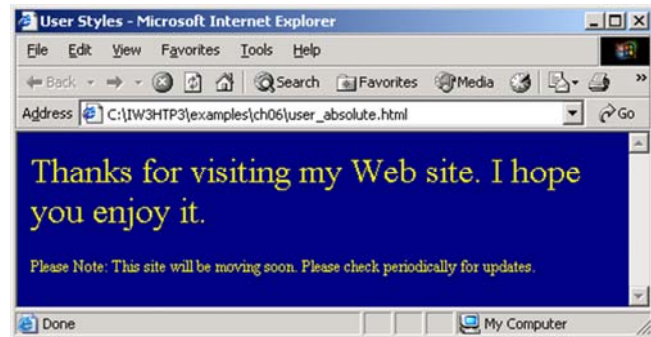 User Styles - Microsoft Internet Explorer
File Edit View Favorites Tools Help
Back Search Favorites Media »
Address C:\IW3HTP3\examples\ch06\user_absolute.html Go
Thanks for visiting my Web site. I hope
you enjoy it.
Please Note: This site will be moving soon. Please check periodically for updates.
Done My Computer